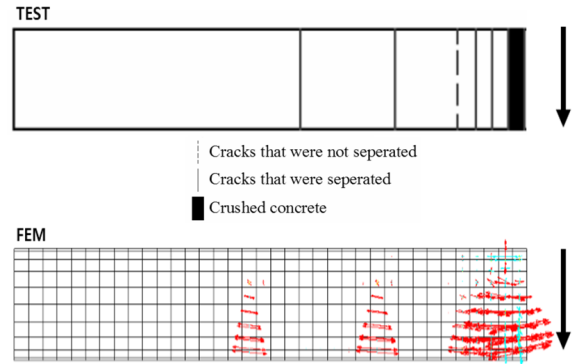 TEST
Cracks that were not seperated
Cracks that were seperated
Crushed concrete
FEM